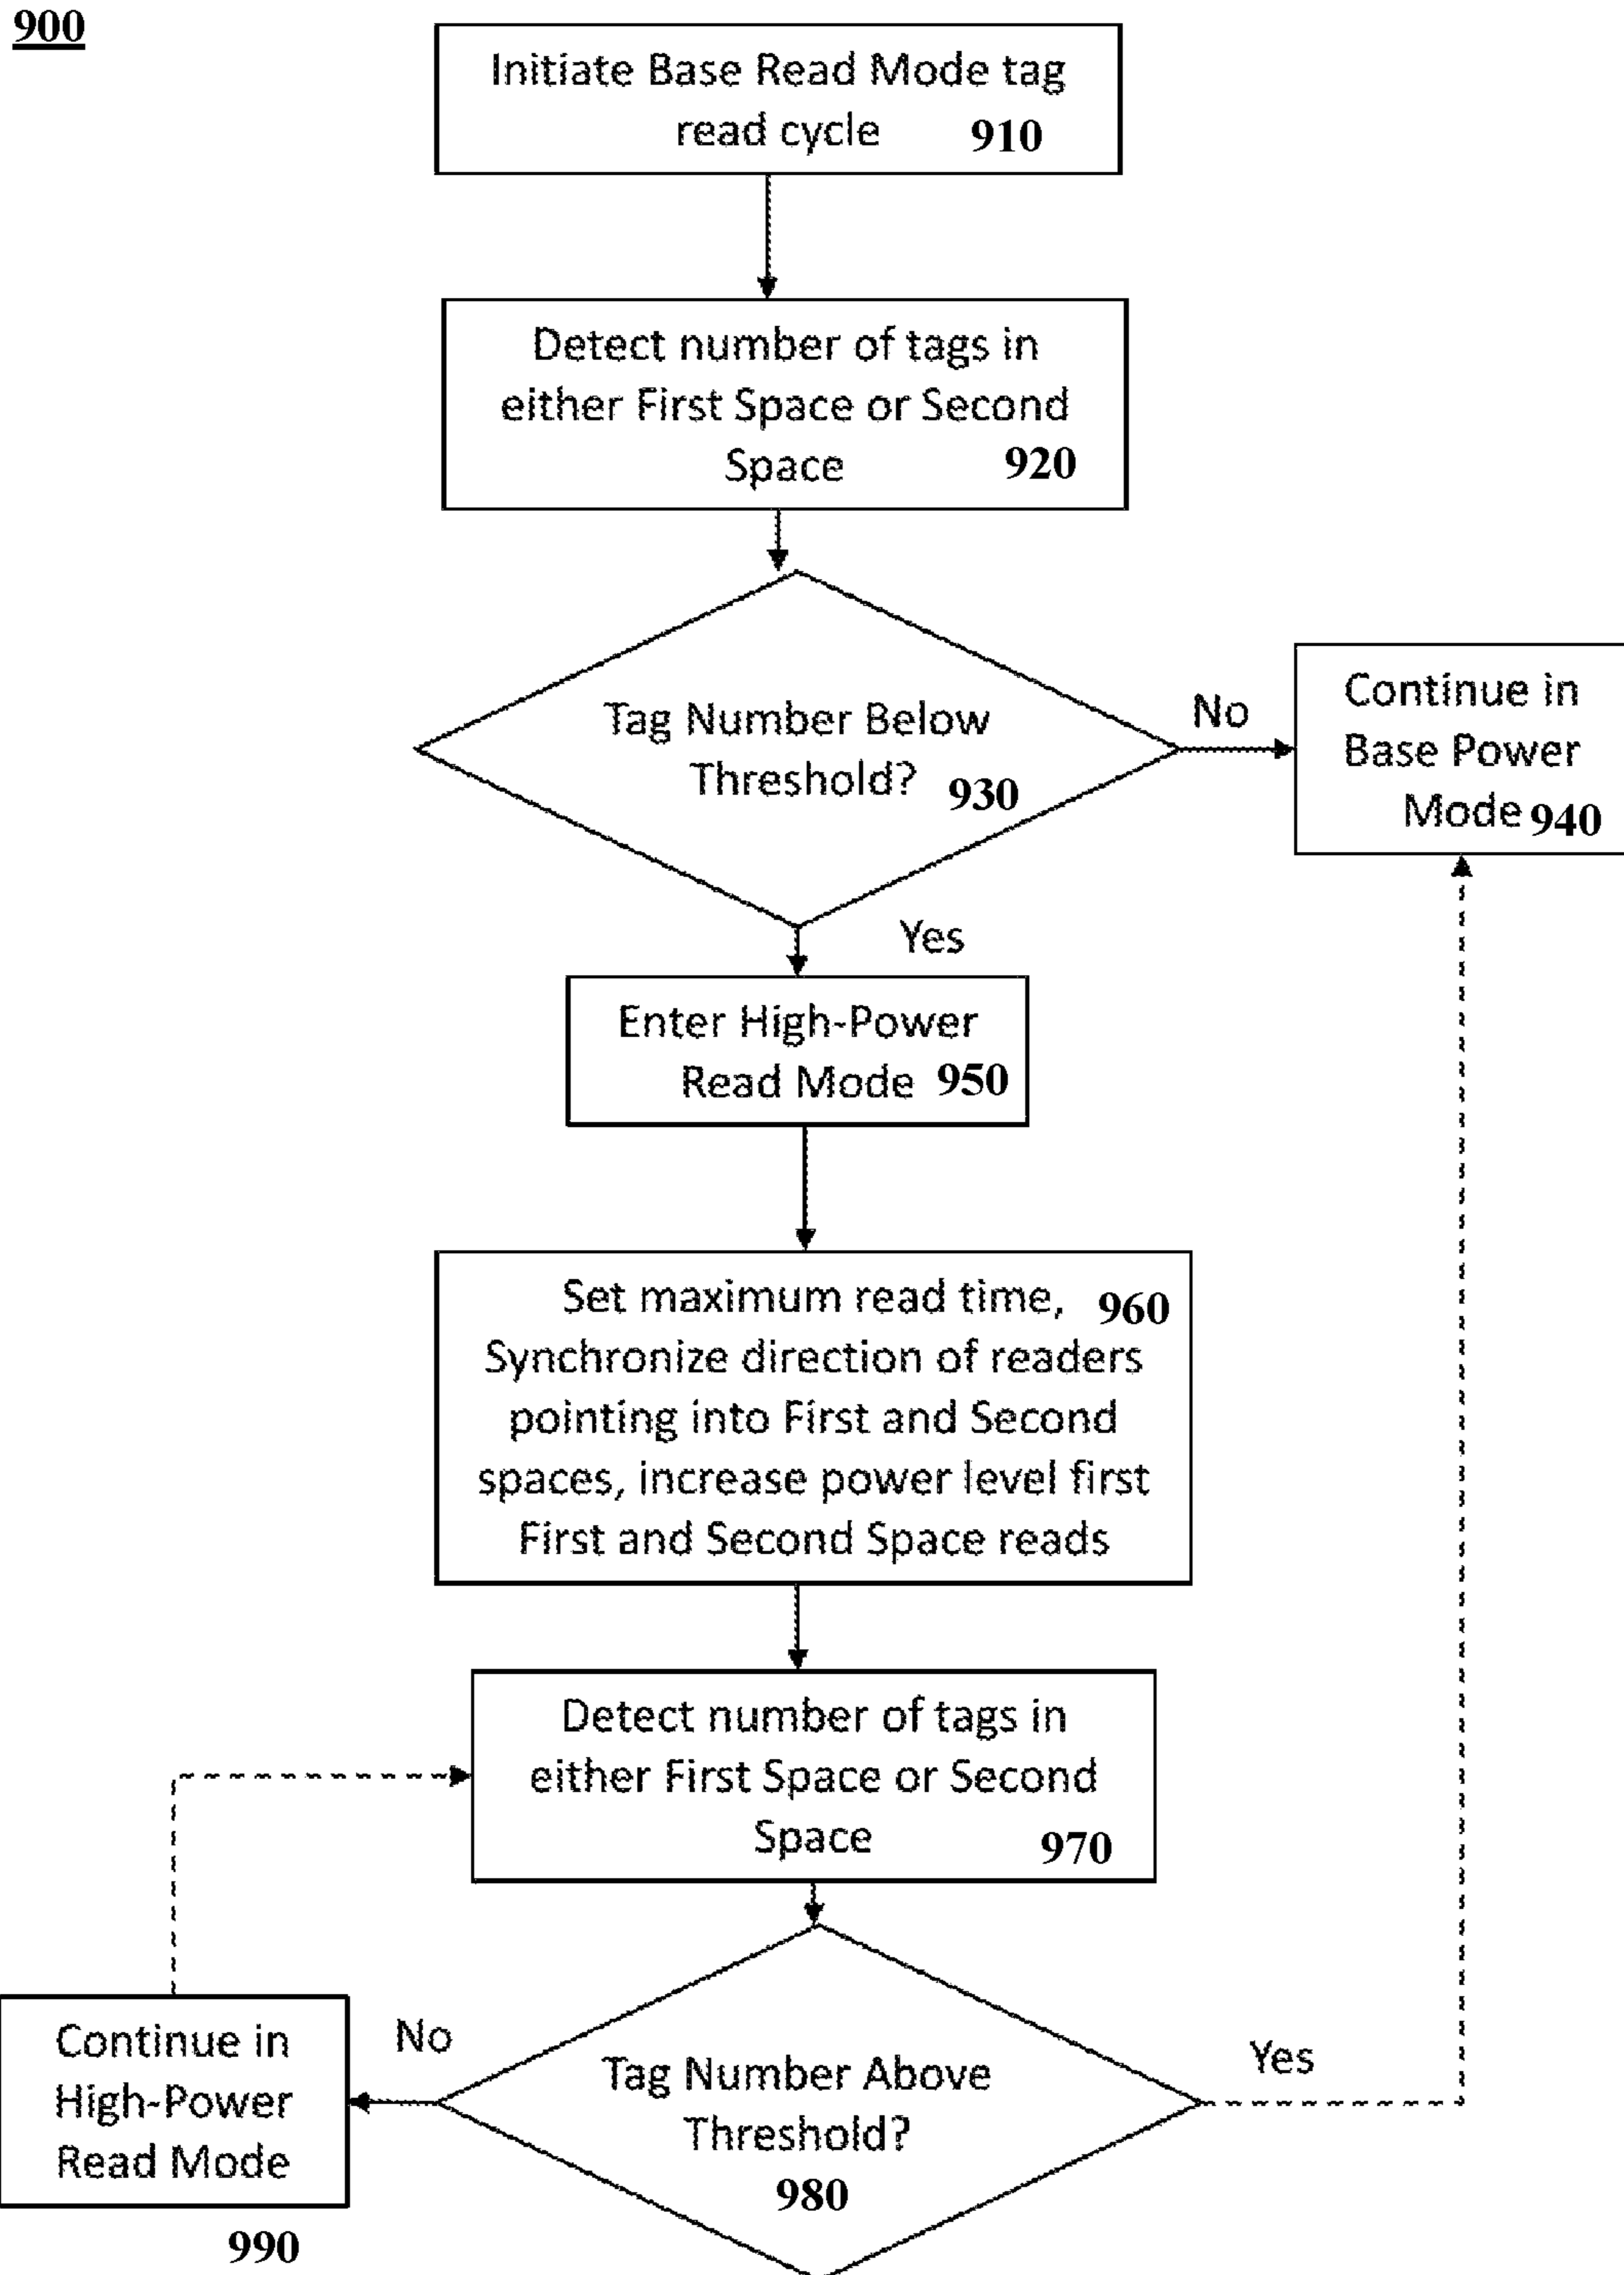 900
Initiate Base Read Mode tag
read cycle 910
Detect number of tags in
either First Space or Second
Space 920
Tag Number Below
Threshold? 930
No
Continue in
Base Power
Mode 940
Yes
Enter High-Power
Read Mode 950
Set maximum read time, 960
Synchronize direction of readers
pointing into First and Second
spaces, increase power level first
First and Second Space reads
Detect number of tags in
either First Space or Second
Space 970
Tag Number Above
Threshold?
980
No
Yes
Continue in
High-Power
Read Mode
990